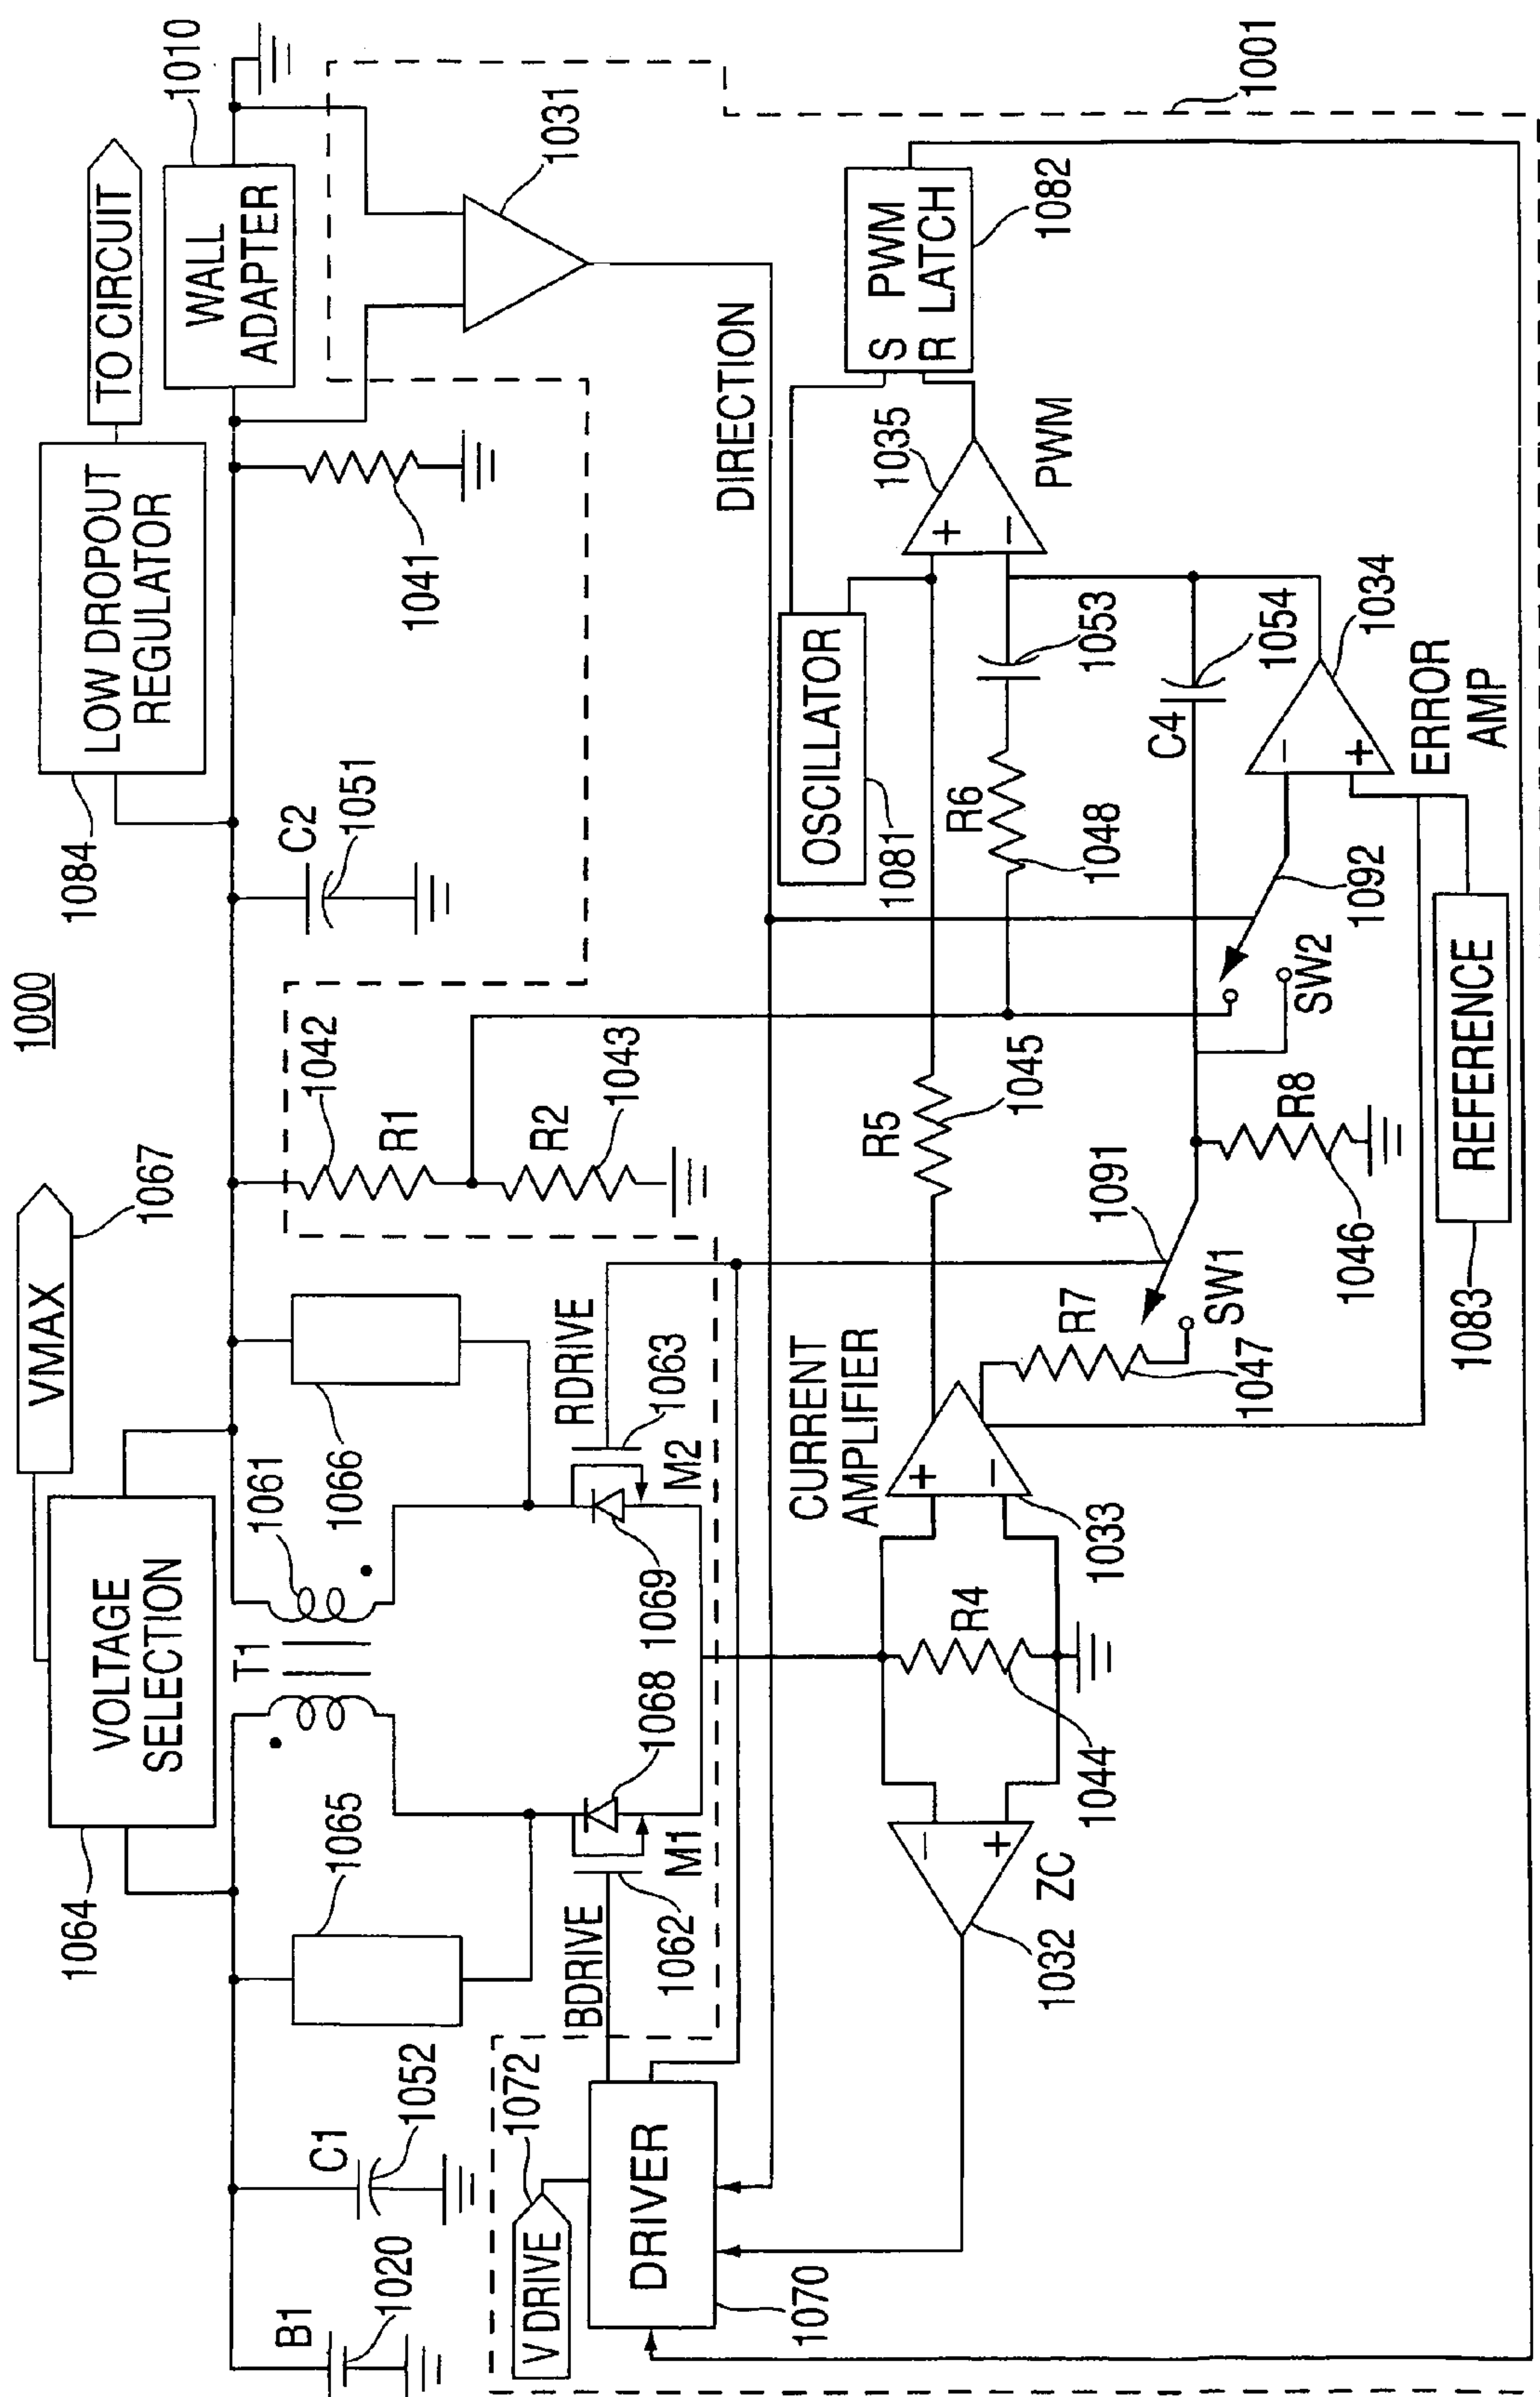 1000
VMAX
1067
VOLTAGE
SELECTION
1064
LOW DROPOUT
REGULATOR
1084
TO CIRCUIT
WALL
ADAPTER
1010
B1
1020
C1
1052
1065
T1
1061
1066
1042
R1
R2
1043
C2
1051
1041
1031
V DRIVE
1072
BDRIVE
1062
M1
1068
1069
M2
RDRIVE
1063
DRIVER
1070
DIRECTION
1032
ZC
R4
1044
CURRENT
AMPLIFIER
1033
R7
1047
SW1
1091
R5
1045
R8
1046
OSCILLATOR
1081
R6
1048
1053
C4
1054
SW2
1092
1035
PWM
S PWM
R LATCH
1082
1034
ERROR
AMP
REFERENCE
1083
1001